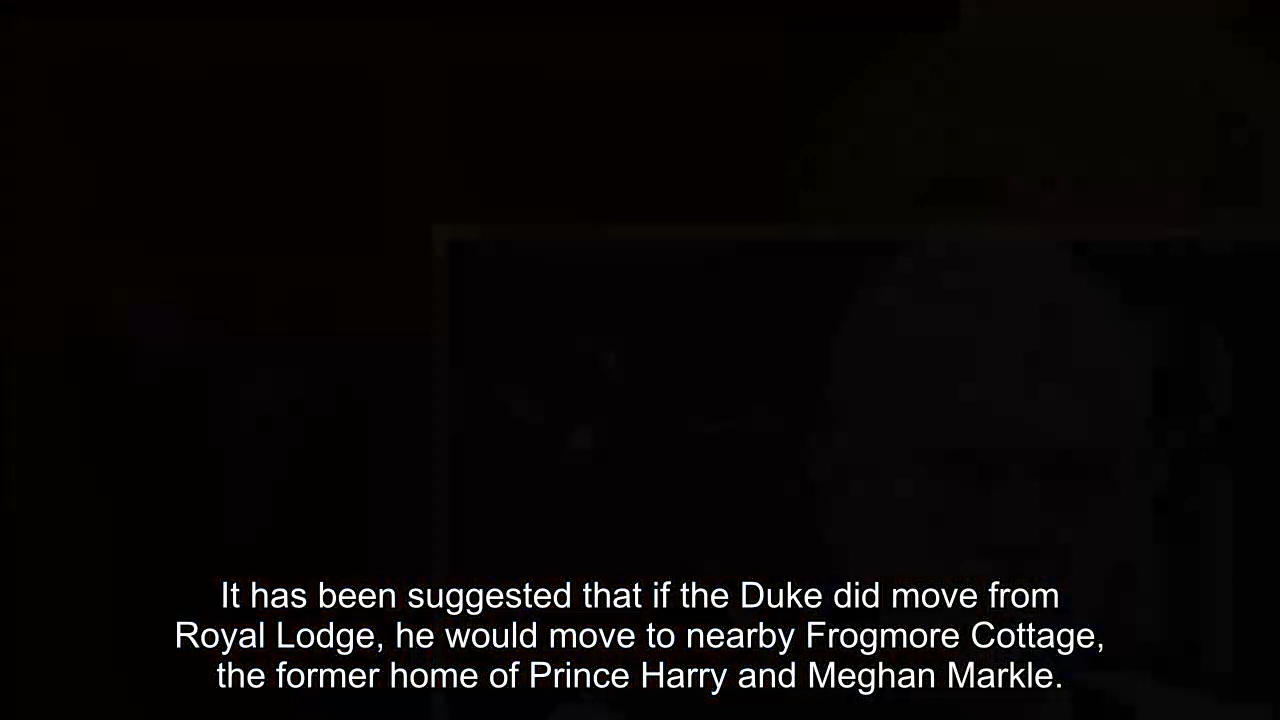 It has been suggested that if the Duke did move from
Royal Lodge, he would move to nearby Frogmore Cottage,
the former home of Prince Harry and Meghan Markle.